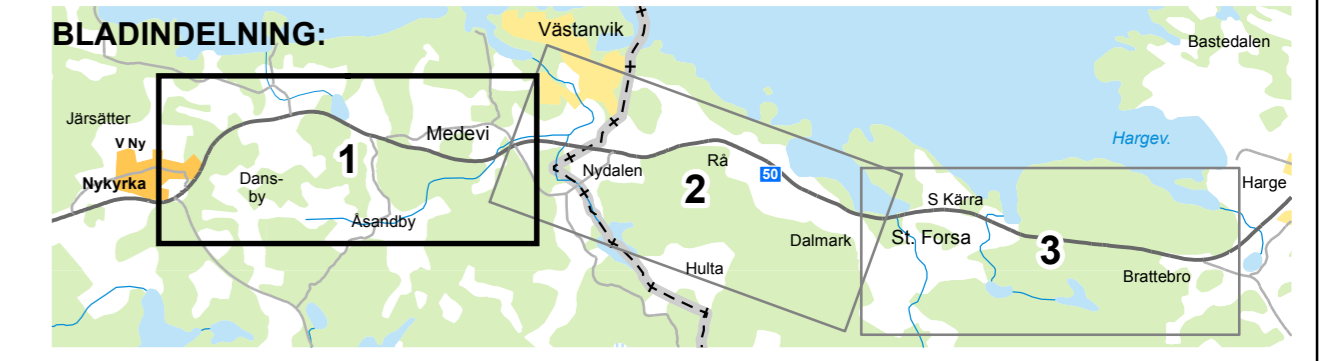 BLADINDELNING:
Västanvik
Bastedalen
Järsätter
V Ny
Medevi
Hargev.
1
Nykyrka
Dans-
by
Åsandby
Nydalen
Rå
50
2
Harge
S Kärra
Dalmark
St. Forsa
3
Hulta
Brattebro